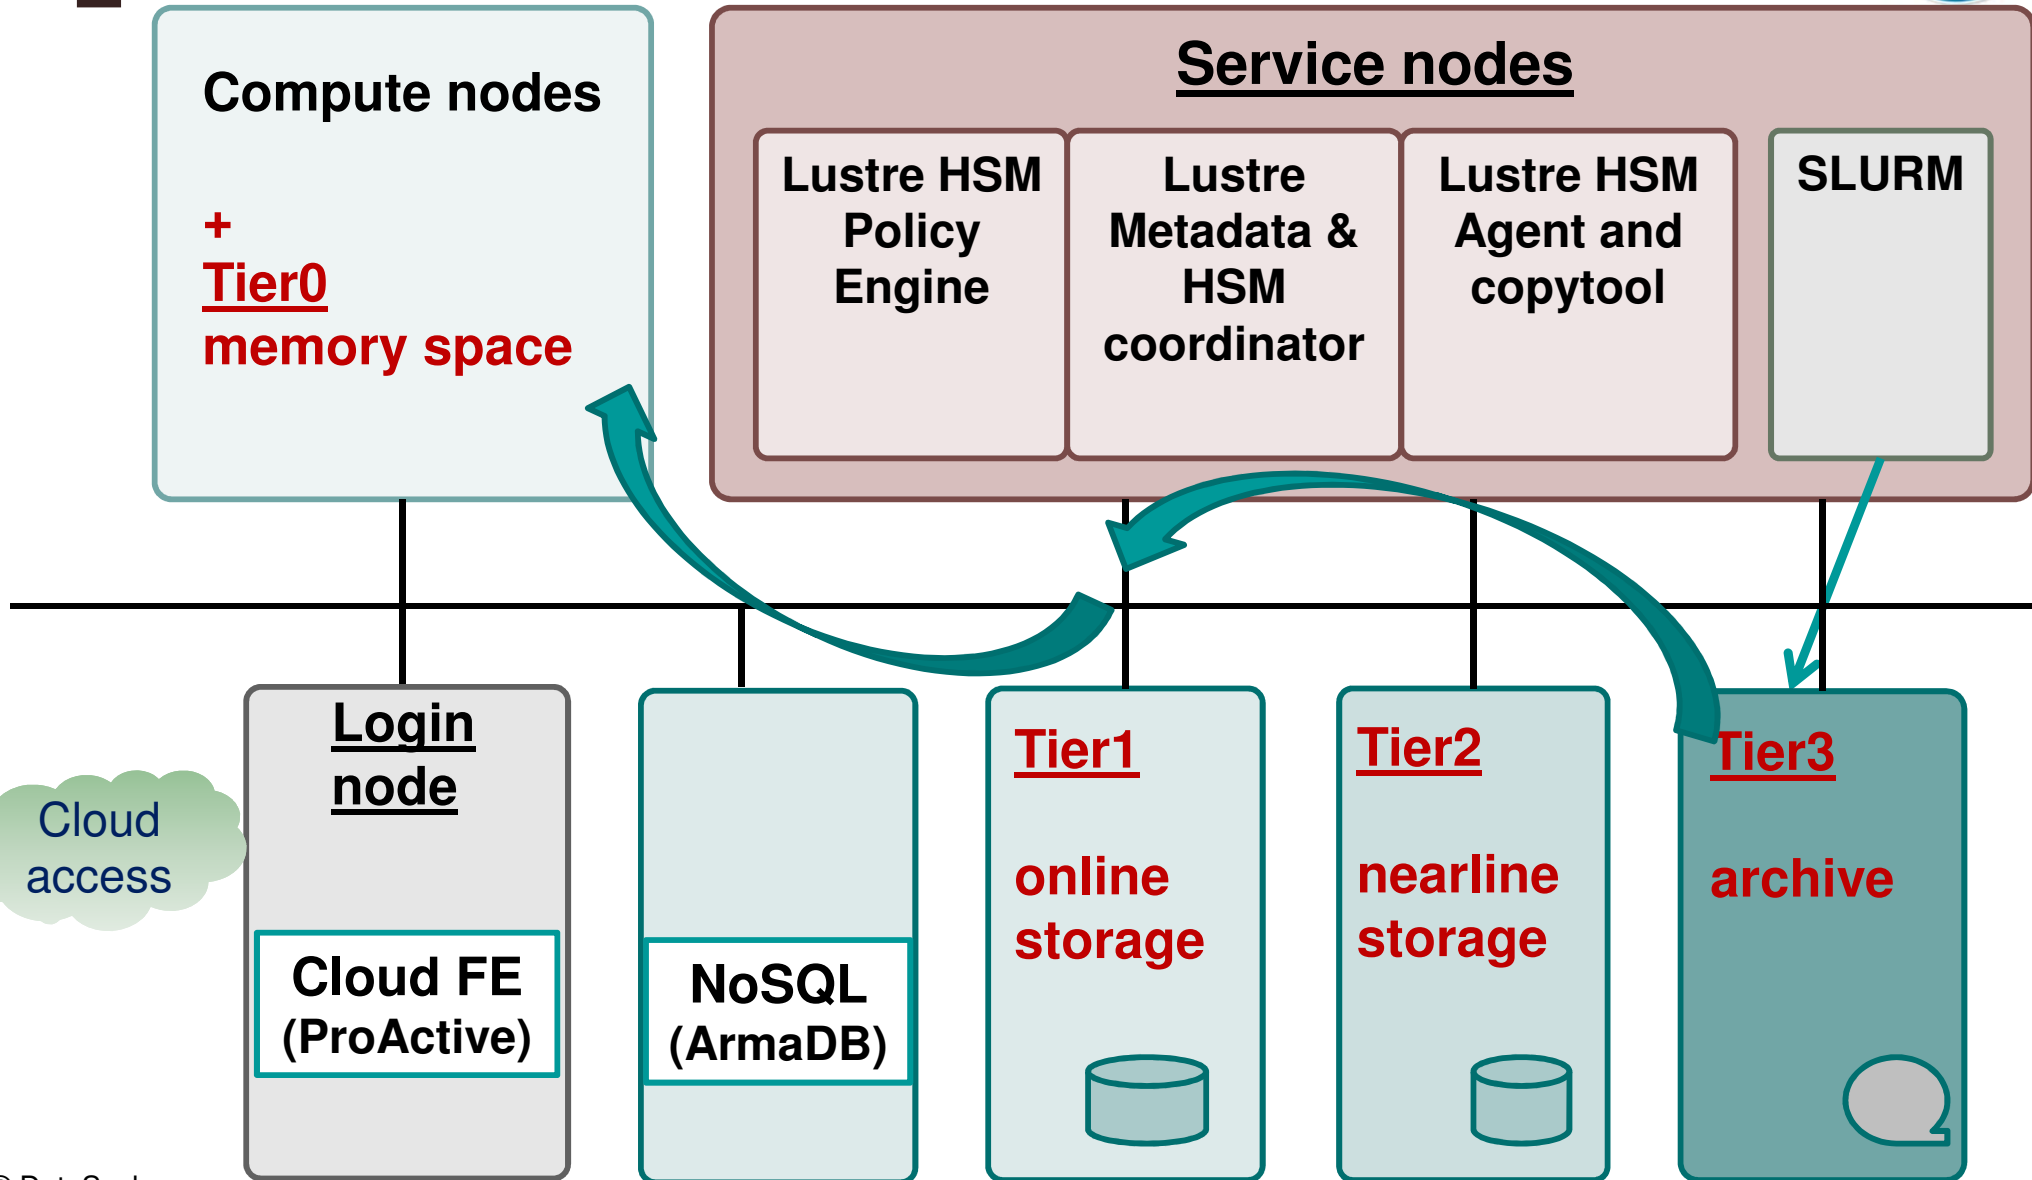 Compute nodes
+
Tier0
memory space
Service nodes
Lustre HSM
Policy
Engine
Lustre
Metadata &
HSM
coordinator
Lustre HSM
Agent and
copytool
SLURM
Cloud
access
Login
node
Cloud FE
(ProActive)
NoSQL
(ArmaDB)
Tier1
online
storage
Tier2
nearline
storage
Tier3
archive